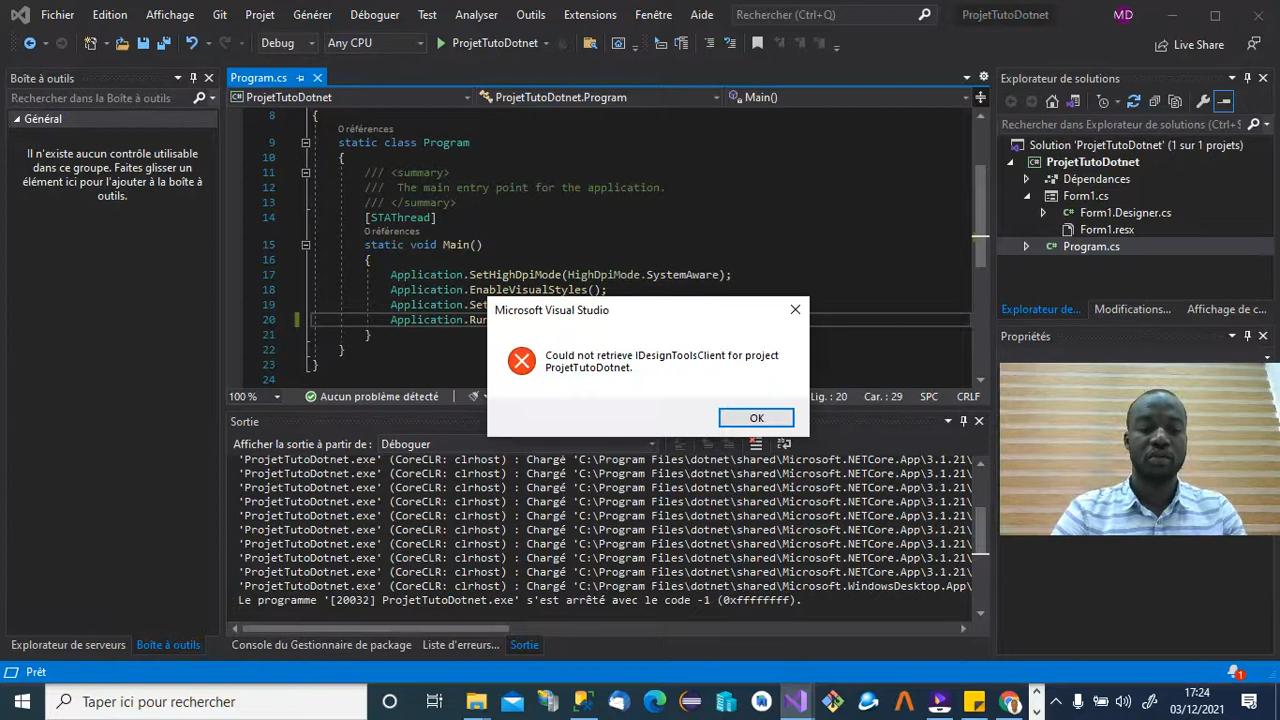 Fichier Edition Affichage Git Projet Générer Déboguer Test Analyser Outils Extensions Fenêtre Aide Rechercher (Ctrl+Q) ProjetTutoDotnet MD
Debug Any CPU ProjetTutoDotnet Live Share
Boîte à outils
Rechercher dans la Boîte à outils
Général
Il n'existe aucun contrôle utilisable
dans ce groupe. Faites glisser un
élément ici pour l'ajouter à la boîte à
outils.
Program.cs
ProjetTutoDotnet ProjetTutoDotnet.Program Main()
8 {
0 références
9 static class Program
10 {
11 /// <summary>
12 /// The main entry point for the application.
13 /// </summary>
14 [STAThread]
0 références
15 static void Main()
16 {
17 Application.SetHighDpiMode(HighDpiMode.SystemAware);
18 Application.EnableVisualStyles();
19 Application.Set
20 Application.Run
21 }
22 }
23 }
24
100 % Aucun problème détecté Lig. : 20 Car. : 29 SPC CRLF
Microsoft Visual Studio
Could not retrieve IDesignToolsClient for project
ProjetTutoDotnet.
OK
Sortie
Afficher la sortie à partir de : Déboguer
'ProjetTutoDotnet.exe' (CoreCLR: clrhost) : Chargé 'C:\Program Files\dotnet\shared\Microsoft.NETCore.App\3.1.21\
'ProjetTutoDotnet.exe' (CoreCLR: clrhost) : Chargé 'C:\Program Files\dotnet\shared\Microsoft.NETCore.App\3.1.21\
'ProjetTutoDotnet.exe' (CoreCLR: clrhost) : Chargé 'C:\Program Files\dotnet\shared\Microsoft.NETCore.App\3.1.21\
'ProjetTutoDotnet.exe' (CoreCLR: clrhost) : Chargé 'C:\Program Files\dotnet\shared\Microsoft.NETCore.App\3.1.21\
'ProjetTutoDotnet.exe' (CoreCLR: clrhost) : Chargé 'C:\Program Files\dotnet\shared\Microsoft.NETCore.App\3.1.21\
'ProjetTutoDotnet.exe' (CoreCLR: clrhost) : Chargé 'C:\Program Files\dotnet\shared\Microsoft.NETCore.App\3.1.21\
'ProjetTutoDotnet.exe' (CoreCLR: clrhost) : Chargé 'C:\Program Files\dotnet\shared\Microsoft.NETCore.App\3.1.21\
'ProjetTutoDotnet.exe' (CoreCLR: clrhost) : Chargé 'C:\Program Files\dotnet\shared\Microsoft.NETCore.App\3.1.21\
'ProjetTutoDotnet.exe' (CoreCLR: clrhost) : Chargé 'C:\Program Files\dotnet\shared\Microsoft.WindowsDesktop.App\
Le programme '[20032] ProjetTutoDotnet.exe' s'est arrêté avec le code -1 (0xffffffff).
Explorateur de solutions
Rechercher dans Explorateur de solutions (Ctrl+$
Solution 'ProjetTutoDotnet' (1 sur 1 projets)
ProjetTutoDotnet
Dépendances
Form1.cs
Form1.Designer.cs
Form1.resx
Program.cs
Explorateur de... Modifications... Affichage de c...
Propriétés
Explorateur de serveurs Boîte à outils Console du Gestionnaire de package Liste d'erreurs... Sortie
Prêt 1
Taper ici pour rechercher 17:24
03/12/2021